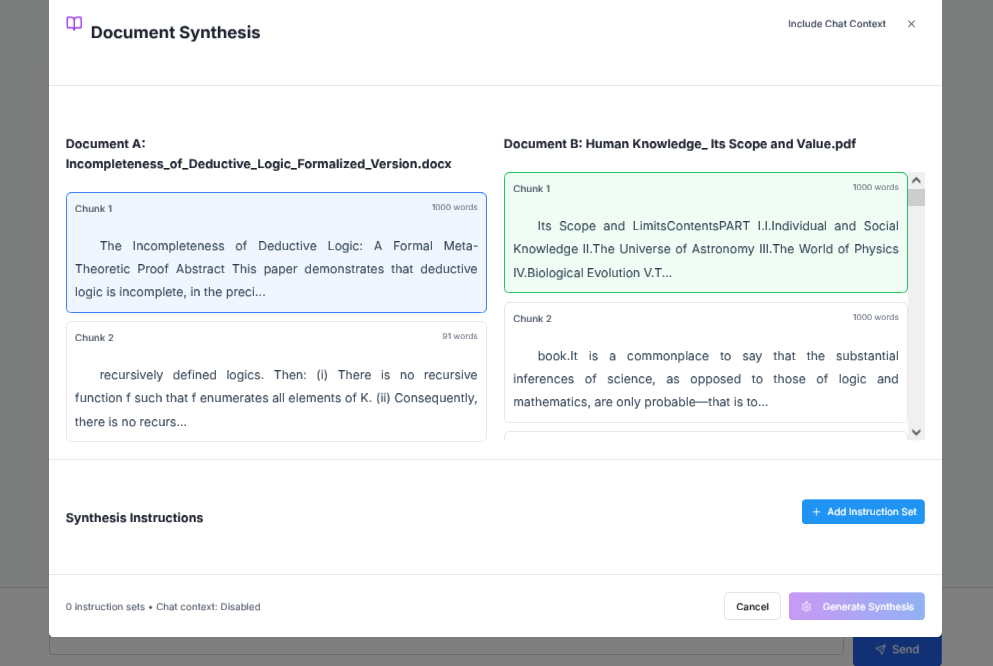 Document Synthesis
Include Chat Context
Document A:
Incompleteness_of_Deductive_Logic_Formalized_Version.docx
Chunk 1
1000 words
The Incompleteness of Deductive Logic: A Formal Meta-
Theoretic Proof Abstract This paper demonstrates that deductive
logic is incomplete, in the preci...
Chunk 2
91 words
recursively defined logics. Then: (i) There is no recursive
function f such that f enumerates all elements of K. (ii) Consequently,
there is no recurs...
Document B: Human Knowledge_ Its Scope and Value.pdf
Chunk 1
1000 words
Its Scope and LimitsContentsPART I.I.Individual and Social
Knowledge II.The Universe of Astronomy III.The World of Physics
IV.Biological Evolution V.T...
Chunk 2
1000 words
book.It is a commonplace to say that the substantial
inferences of science, as opposed to those of logic and
mathematics, are only probable—that is to...
Synthesis Instructions
+ Add Instruction Set
0 instruction sets • Chat context: Disabled
Cancel
Generate Synthesis
Send